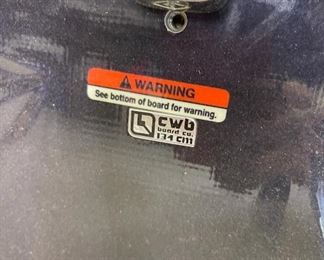 WARNING
See bottom of board for warning.
cwb
board co.
134 cm